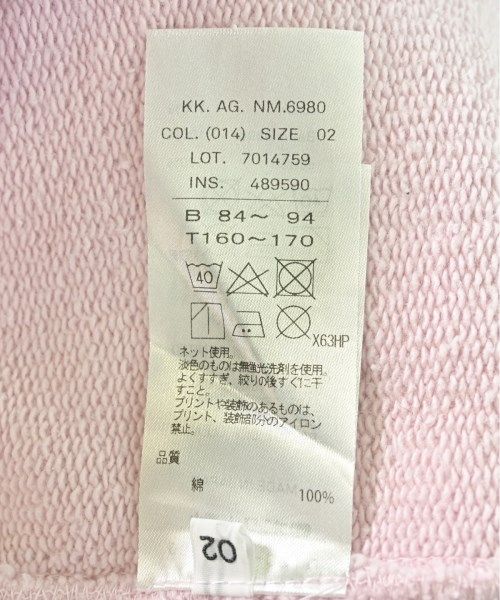 KK. AG. NM.6980
COL. (014) SIZE 02
LOT. 7014759
INS. 489590
B 84～ 94
T160～170
40
X63HP
ネット使用。
淡色のものは無蛍光洗剤を使用。
よくすすぎ、絞りの後すぐに干
すこと。
プリントや装飾のあるものは、
プリント、装飾部分のアイロン
禁止。
品質
綿 100%
02